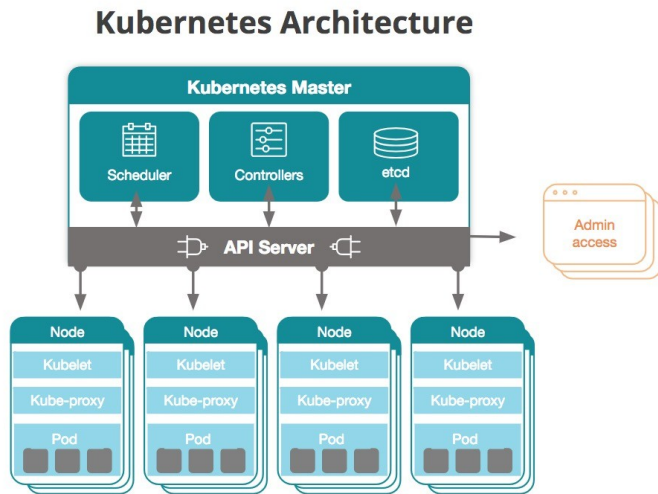 Kubernetes Architecture
Kubernetes Master
Scheduler
Controllers
etcd
API Server
Admin
access
Node
Kubelet
Kube-proxy
Pod
Node
Kubelet
Kube-proxy
Pod
Node
Kubelet
Kube-proxy
Pod
Node
Kubelet
Kube-proxy
Pod